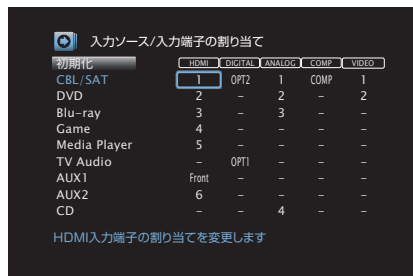 入力ソース/入力端子の割り当て
初期化 HDMI DIGITAL ANALOG COMP VIDEO
CBL/SAT 1 OPT2 1 COMP 1
DVD 2 – 2 – 2
Blu-ray 3 – 3 – –
Game 4 – – – –
Media Player 5 – – – –
TV Audio – OPT1 – – –
AUX1 Front – – – –
AUX2 6 – – – –
CD – – 4 – –
HDMI入力端子の割り当てを変更します